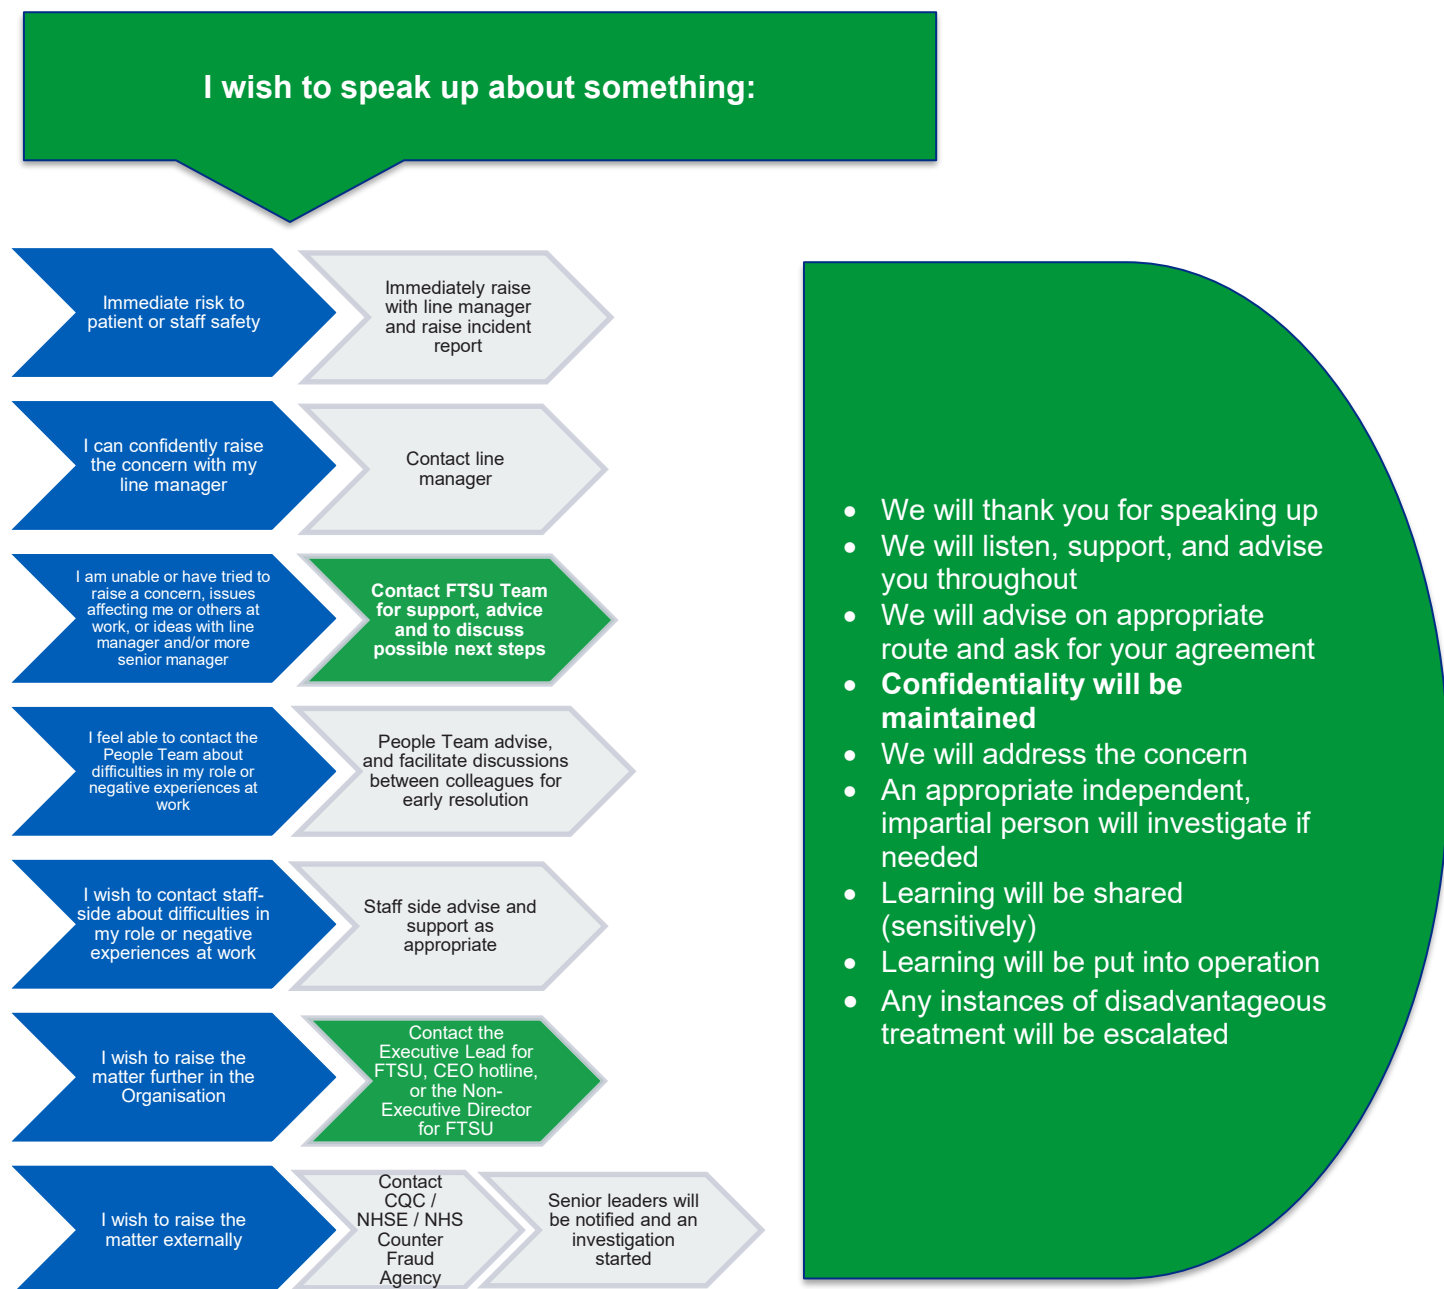 I wish to speak up about something:
Immediate risk to
patient or staff safety
Immediately raise
with line manager
and raise incident
report
I can confidently raise
the concern with my
line manager
Contact line
manager
I am unable or have tried to
raise a concern, issues
affecting me or others at
work, or ideas with line
manager and/or more
senior manager
Contact FTSU Team
for support, advice
and to discuss
possible next steps
I feel able to contact the
People Team about
difficulties in my role or
negative experiences at
work
People Team advise,
and facilitate discussions
between colleagues for
early resolution
I wish to contact staff-
side about difficulties in
my role or negative
experiences at work
Staff side advise and
support as
appropriate
I wish to raise the
matter further in the
Organisation
Contact the
Executive Lead for
FTSU, CEO hotline,
or the Non-
Executive Director
for FTSU
I wish to raise the
matter externally
Contact
CQC /
NHSE / NHS
Counter
Fraud
Agency
Senior leaders will
be notified and an
investigation
started
• We will thank you for speaking up
• We will listen, support, and advise
you throughout
• We will advise on appropriate
route and ask for your agreement
• Confidentiality will be
maintained
• We will address the concern
• An appropriate independent,
impartial person will investigate if
needed
• Learning will be shared
(sensitively)
• Learning will be put into operation
• Any instances of disadvantageous
treatment will be escalated